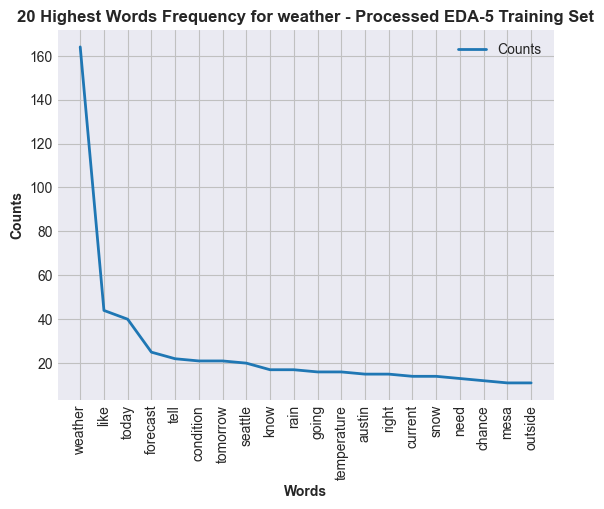 20 Highest Words Frequency for weather - Processed EDA-5 Training Set
Counts
Counts
160
140
120
100
80
60
40
20
weather
like
today
forecast
tell
condition
tomorrow
seattle
know
rain
going
temperature
austin
right
current
snow
need
chance
mesa
outside
Words